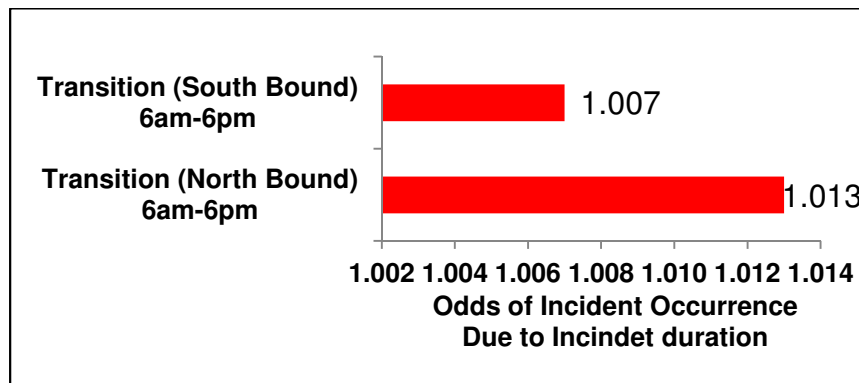 Transition (South Bound)
6am-6pm
1.007
Transition (North Bound)
6am-6pm
1.013
1.002 1.004 1.006 1.008 1.010 1.012 1.014
Odds of Incident Occurrence
Due to Incindet duration